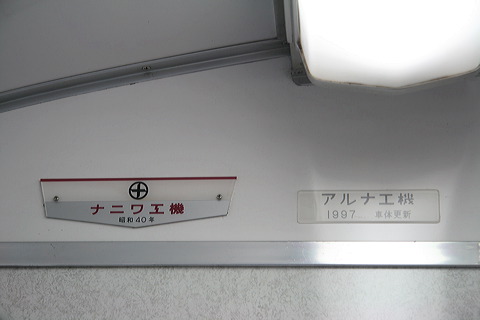 ナニワ工機
昭和40年
アルナ工機
1997 車体更新